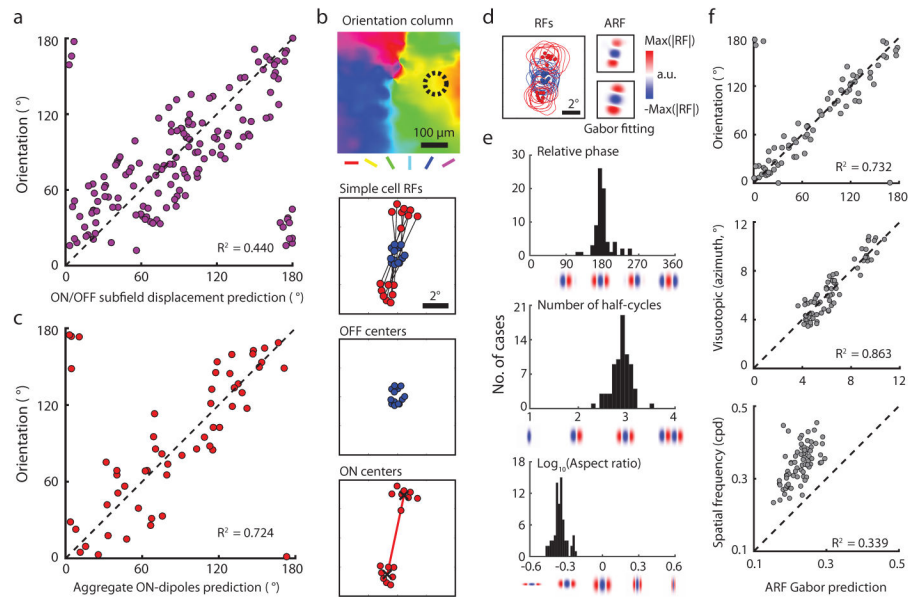 a
180
120
60
0
Orientation (°)
R² = 0.440
0 60 120 180
ON/OFF subfield displacement prediction (°)
c
180
120
60
0
Orientation (°)
R² = 0.724
0 60 120 180
Aggregate ON-dipoles prediction (°)
b
Orientation column
100 µm
Simple cell RFs
2°
OFF centers
ON centers
d
RFs
ARF
Max(|RF|)
a.u.
-Max(|RF|)
2°
Gabor fitting
e
Relative phase
30
20
10
0
0 90 180 270 360
Number of half-cycles
21
14
7
0
1 2 3 4
No. of cases
Log₁₀(Aspect ratio)
18
12
6
0
-0.6 -0.3 0 0.3 0.6
f
180
120
60
0
Orientation (°)
R² = 0.732
0 60 120 180
12
8
4
0
Visuotopic (azimuth, °)
R² = 0.863
0 4 8 12
0.5
0.3
0.1
Spatial frequency (cpd)
R² = 0.339
0.1 0.3 0.5
ARF Gabor prediction